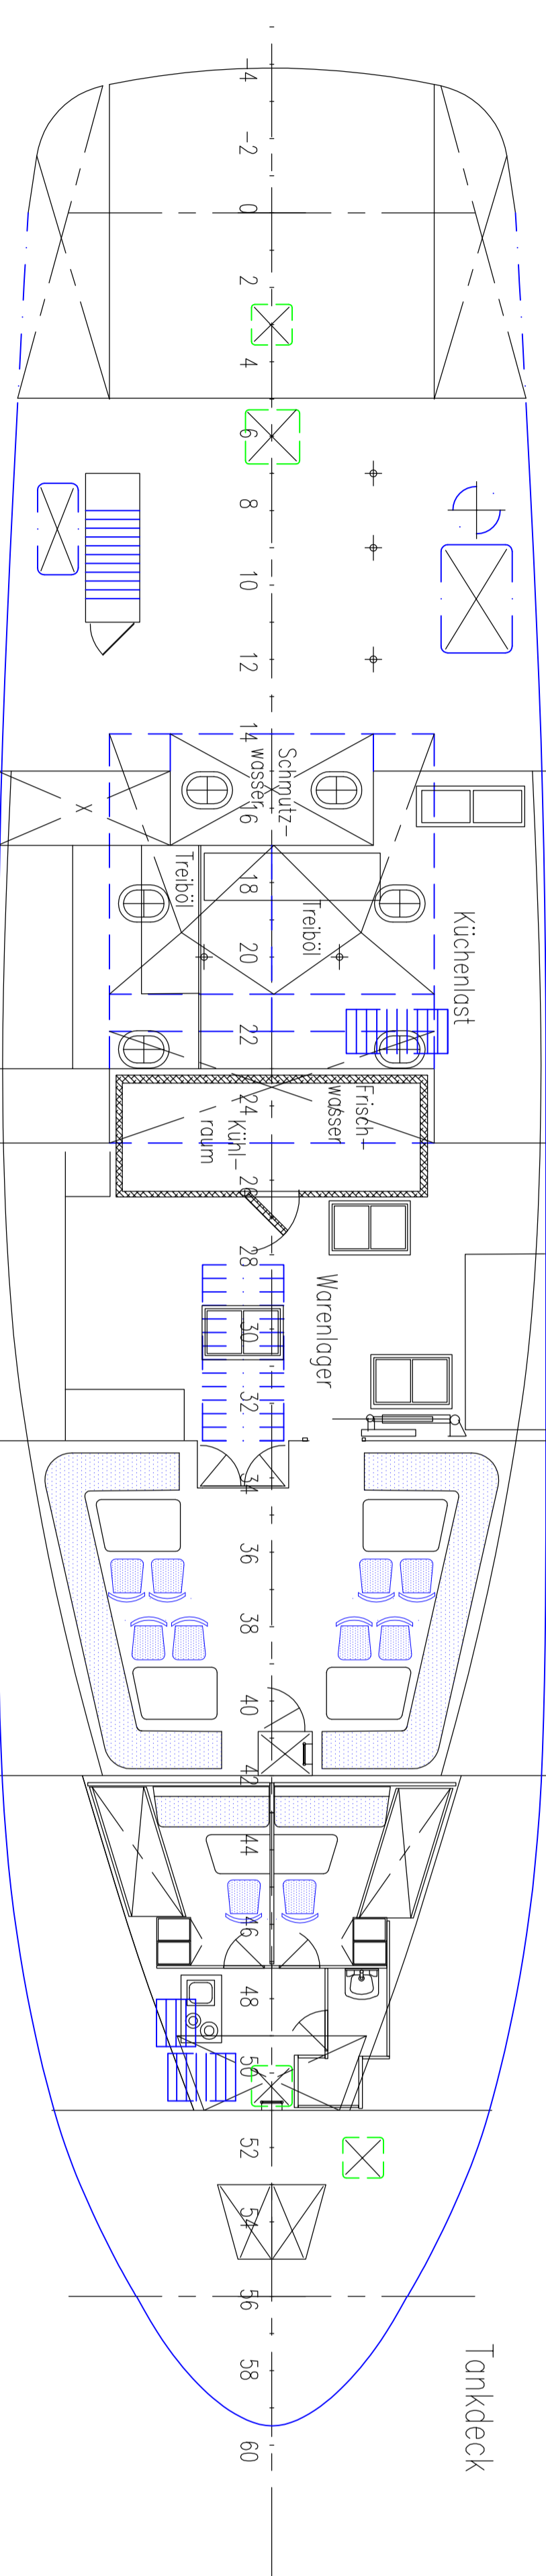 -4
-2
0
2
4
6
8
10
12
14
Schmutz-
wasser
16
X
Treiböl
18
Treiböl
Küchenlast
20
22
24
Frisch-
wasser
Kühl-
raum
26
28
Warenlager
30
32
34
36
38
40
42
44
46
48
50
52
54
56
58
Tankdeck
60